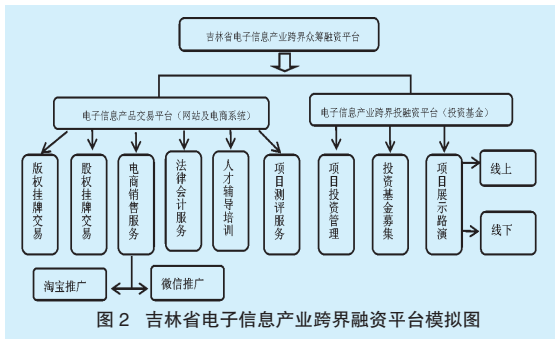 吉林省电子信息产业跨界众筹融资平台
电子信息产品交易平台（网站及电商系统）
电子信息产业跨界投融资平台（投资基金）
版权挂牌交易
股权挂牌交易
电商销售服务
法律会计服务
人才辅导培训
项目测评服务
项目投资管理
投资基金募集
项目展示路演
线上
线下
淘宝推广
微信推广
图 2 吉林省电子信息产业跨界融资平台模拟图